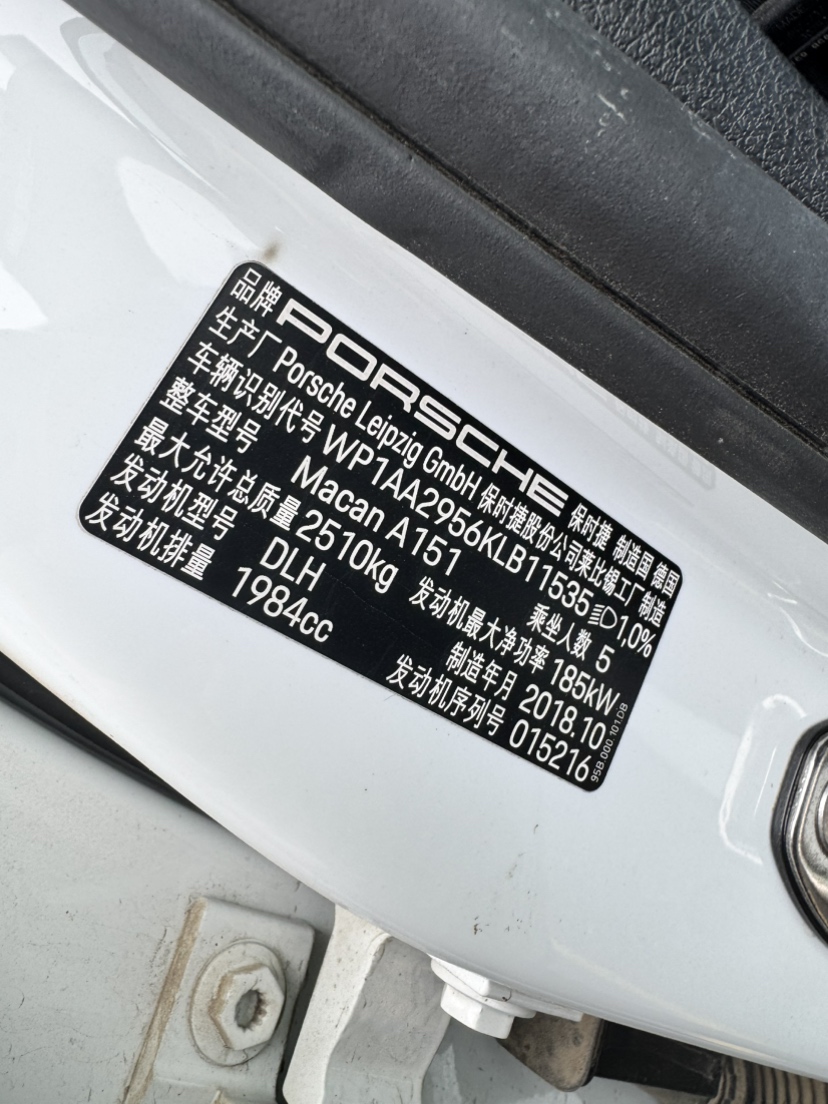 品牌 PORSCHE 保时捷 制造国 德国
生产厂 Porsche Leipzig GmbH 保时捷股份公司莱比锡工厂制造
车辆识别代号 WP1AA2956KLB11535 1,0%
整车型号 Macan A151 乘坐人数 5
最大允许总质量 2510kg 发动机最大净功率 185kW
发动机型号 DLH 制造年月 2018.10
发动机排量 1984cc 发动机序列号 015216
95B.000.101.DB